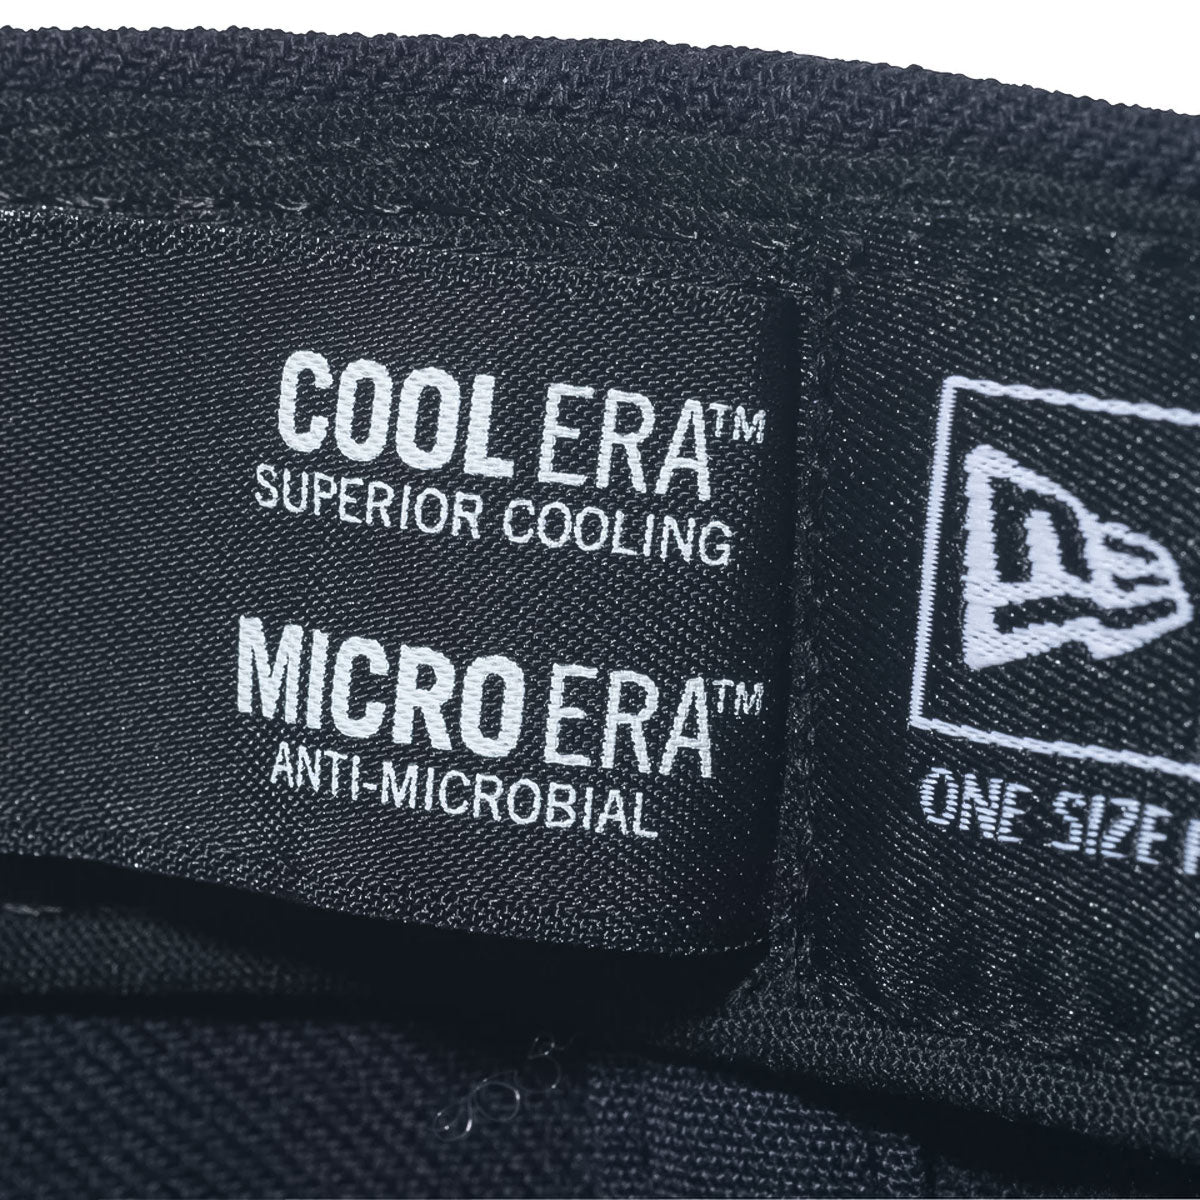 COOL ERA™
SUPERIOR COOLING
MICRO ERA™
ANTI-MICROBIAL
ONE SIZE